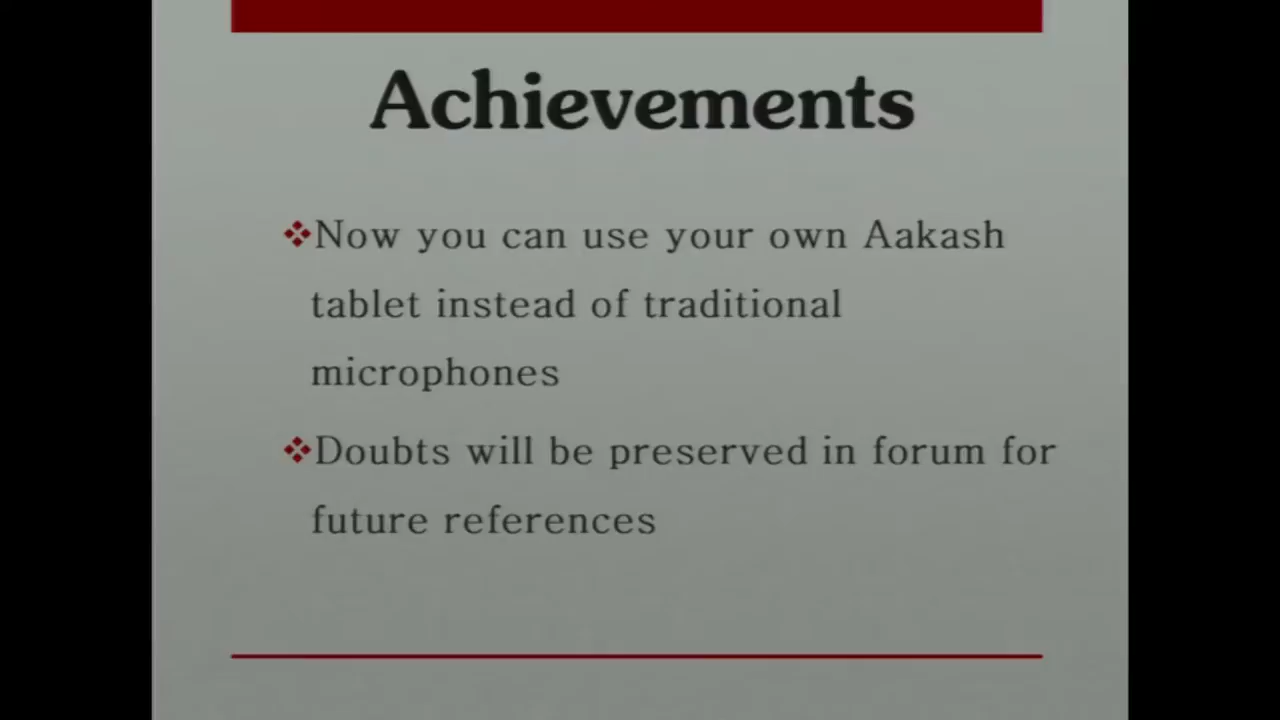 Achievements
Now you can use your own Aakash
tablet instead of traditional
microphones
Doubts will be preserved in forum for
future references